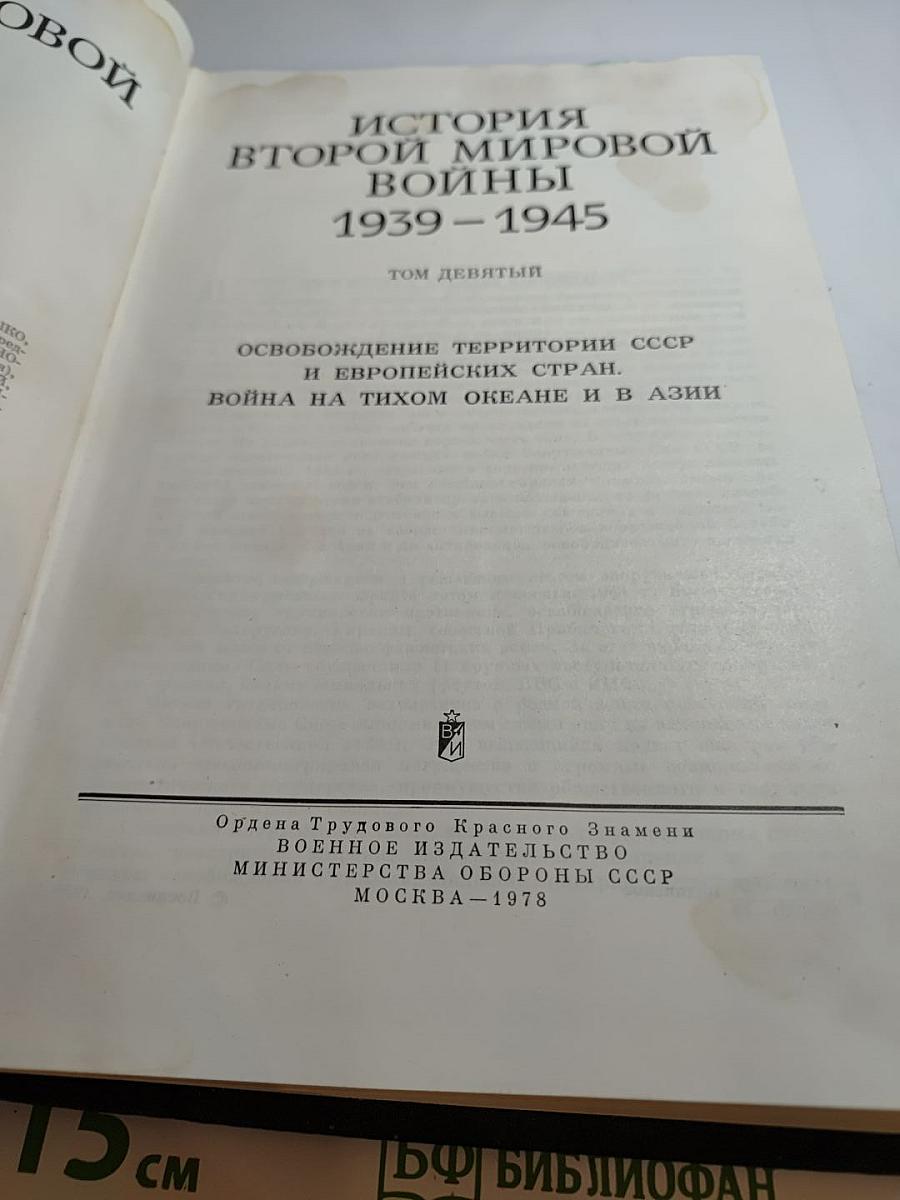 ОВОЙ
ИСТОРИЯ
ВТОРОЙ МИРОВОЙ
ВОЙНЫ
1939 – 1945
ТОМ ДЕВЯТЫЙ
ОСВОБОЖДЕНИЕ ТЕРРИТОРИИ СССР
И ЕВРОПЕЙСКИХ СТРАН.
ВОЙНА НА ТИХОМ ОКЕАНЕ И В АЗИИ
В И
Ордена Трудового Красного Знамени
ВОЕННОЕ ИЗДАТЕЛЬСТВО
МИНИСТЕРСТВА ОБОРОНЫ СССР
МОСКВА — 1978
15 см
БФ БИБЛИОФАН